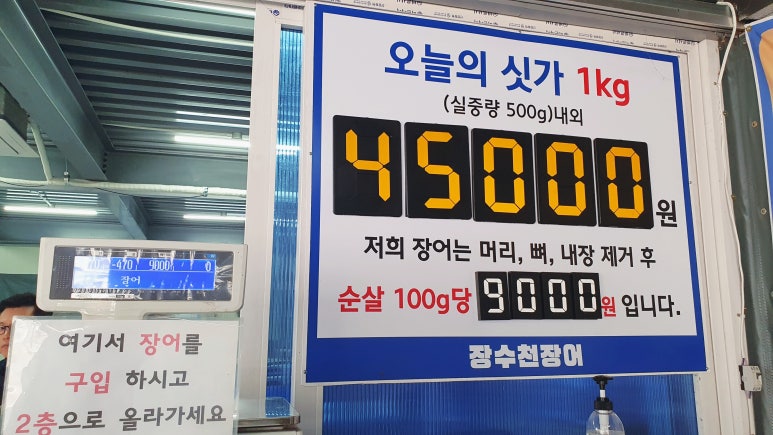 오늘의 싯가 1kg
(실중량 500g)내외
45000원
저희 장어는 머리, 뼈, 내장 제거 후
순살 100g당 9000원 입니다.
장수천장어
-470 9000 0
장어
여기서 장어를
구입 하시고
2층으로 올라가세요